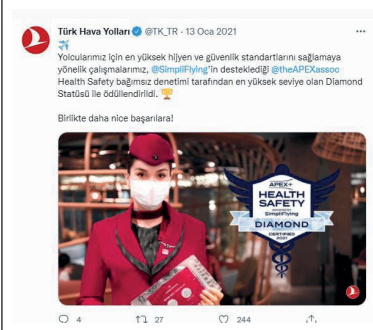 Türk Hava Yolları @TK_TR · 13 Oca 2021
Yolcularımız için en yüksek hijyen ve güvenlik standartlarını sağlamaya
yönelik çalışmalarımız, @SimpliFlying'in desteklediği @theAPEXassoc
Health Safety bağımsız denetimi tarafından en yüksek seviye olan Diamond
Statüsü ile ödüllendirildi.
Birlikte daha nice başarılara!
APEX+
HEALTH
SAFETY
SimpliFlying
DIAMOND
CERTIFIED
2021
4 27 244